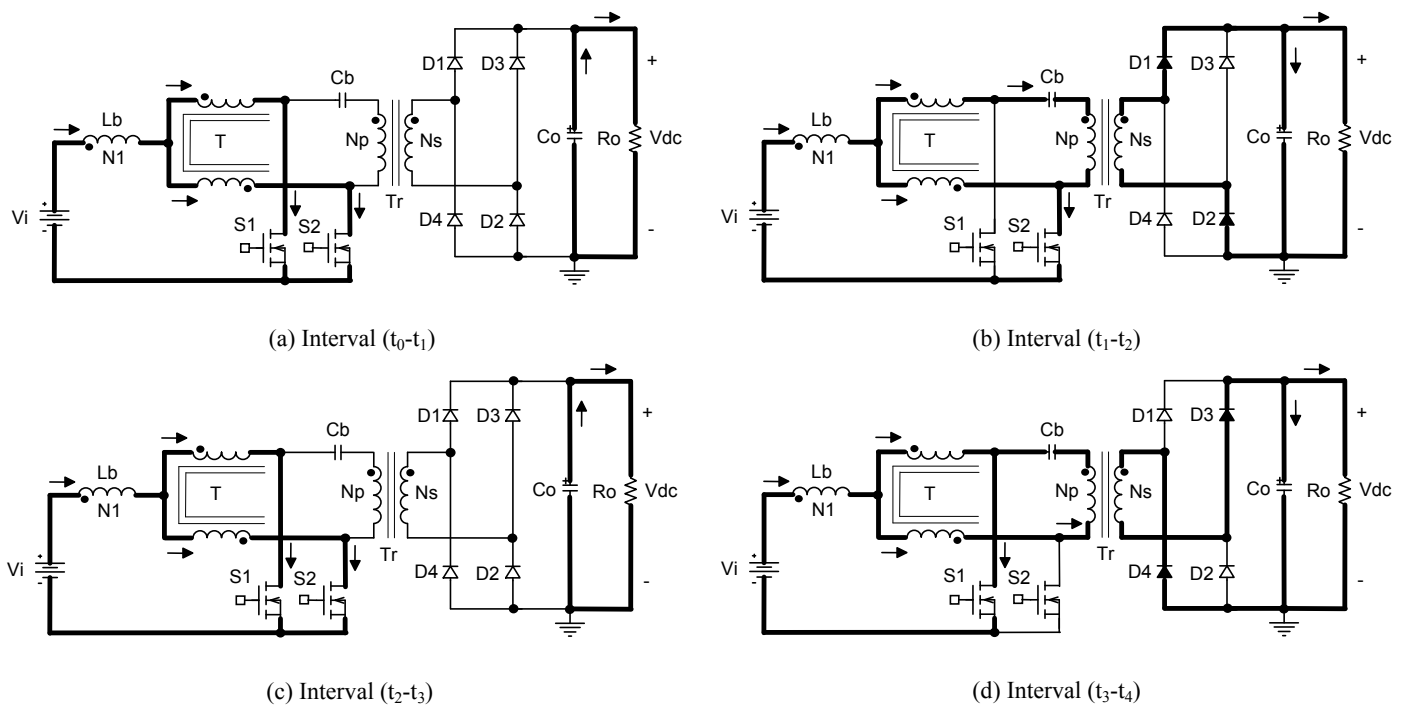 D1 D3
Cb
Lb
N1
T
Np
Ns
Co
Ro
Vdc
+
-
Tr
S1
S2
D4
D2
Vi
+
-
+
(a) Interval (t₀-t₁)
D1 D3
Cb
Lb
N1
T
Np
Ns
Co
Ro
Vdc
+
-
Tr
S1
S2
D4
D2
Vi
+
-
+
(b) Interval (t₁-t₂)
D1 D3
Cb
Lb
N1
T
Np
Ns
Co
Ro
Vdc
+
-
Tr
S1
S2
D4
D2
Vi
+
-
+
(c) Interval (t₂-t₃)
D1 D3
Cb
Lb
N1
T
Np
Ns
Co
Ro
Vdc
+
-
Tr
S1
S2
D4
D2
Vi
+
-
+
(d) Interval (t₃-t₄)